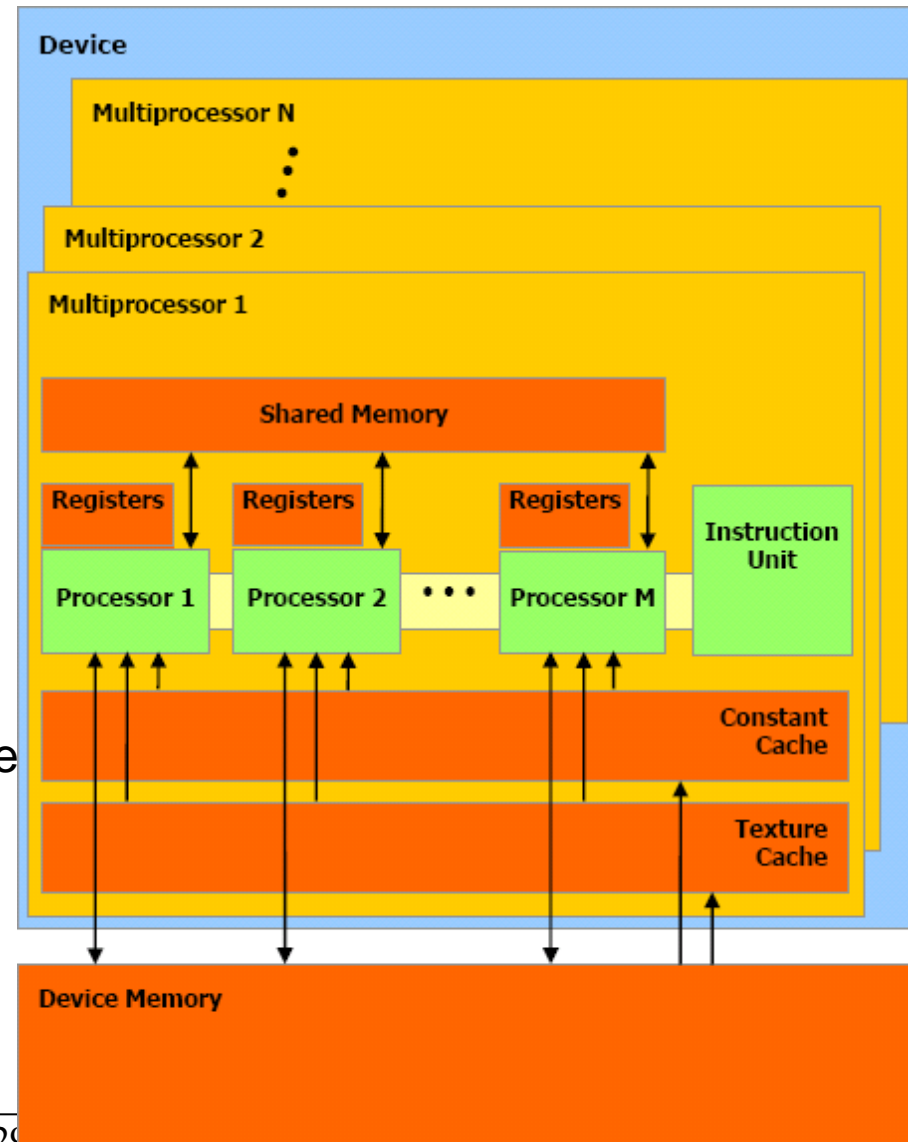 Device
Multiprocessor N
Multiprocessor 2
Multiprocessor 1
Shared Memory
Registers
Registers
Registers
Instruction
Unit
Processor 1
Processor 2
• • •
Processor M
Constant
Cache
e
Texture
Cache
Device Memory